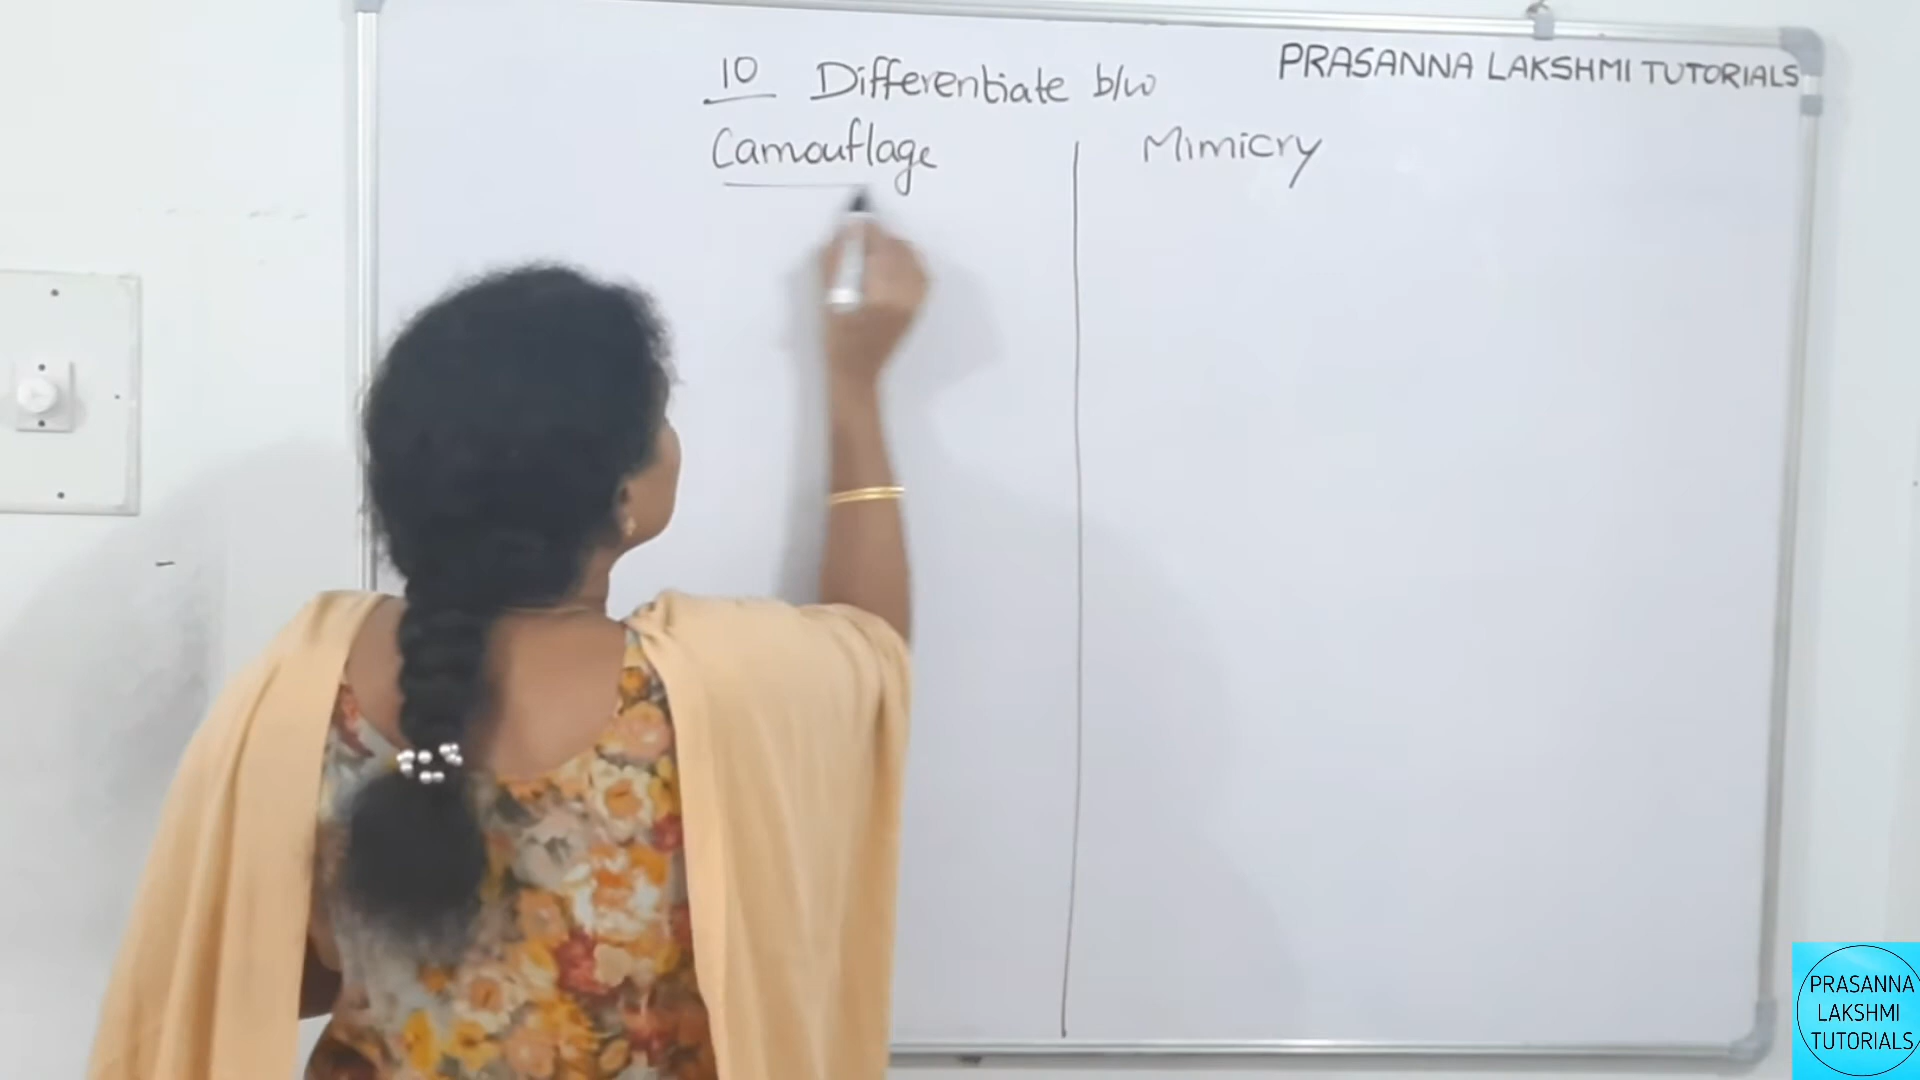 PRASANNA LAKSHMI TUTORIALS
10 Differentiate b/w
Camouflage
Mimicry
PRASANNA
LAKSHMI
TUTORIALS